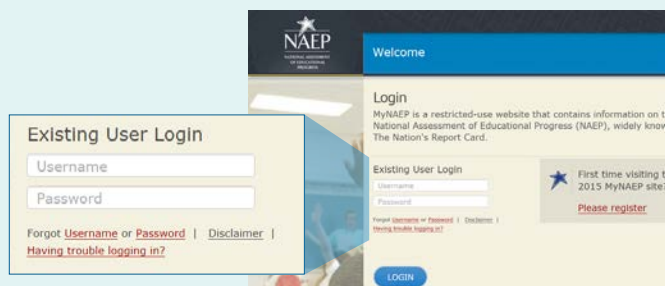 NAEP
NATIONAL ASSESSMENT
OF EDUCATIONAL
PROGRESS
Welcome
Login
MyNAEP is a restricted-use website that contains information on
National Assessment of Educational Progress (NAEP), widely
The Nation's Report Card.
Existing User Login
Username
Password
Forgot Username or Password | Disclaimer |
Having trouble logging in?
Existing User Login
Username
Password
Forgot Username or Password | Disclaimer |
Having trouble logging in?
First time visiting
2015 MyNAEP site?
Please register
LOGIN